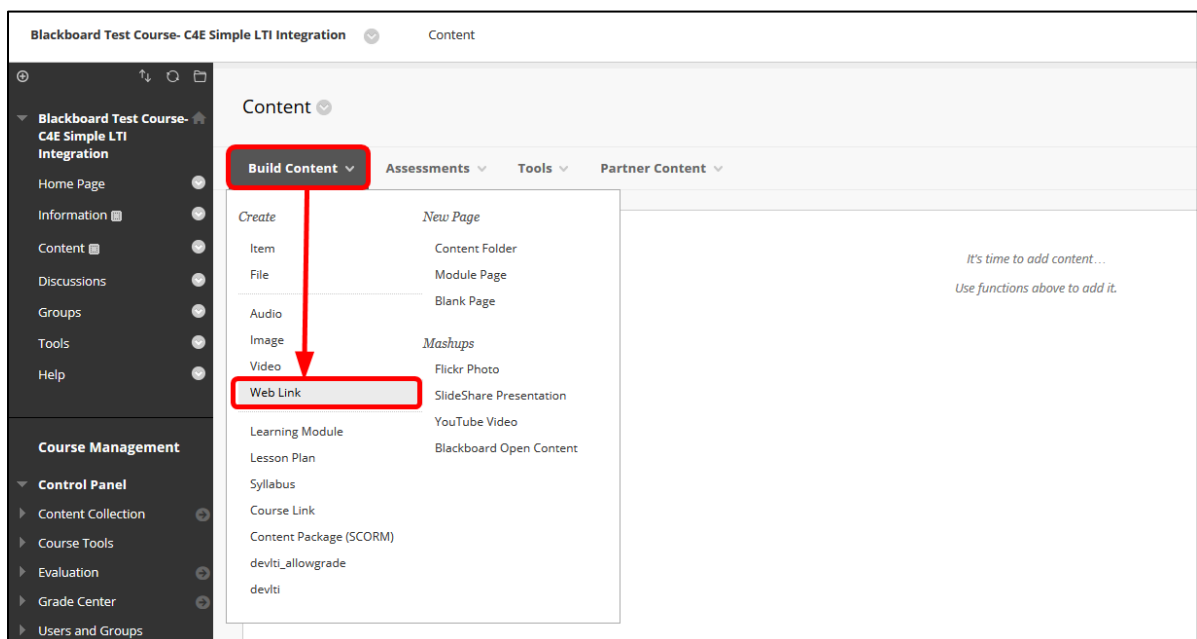 Blackboard Test Course- C4E Simple LTI Integration
Content
Blackboard Test Course-
C4E Simple LTI
Integration
Home Page
Information
Content
Discussions
Groups
Tools
Help
Course Management
Control Panel
Content Collection
Course Tools
Evaluation
Grade Center
Users and Groups
Content
Build Content
Assessments
Tools
Partner Content
Create
Item
File
Audio
Image
Video
Web Link
Learning Module
Lesson Plan
Syllabus
Course Link
Content Package (SCORM)
devlti_allowgrade
devlti
New Page
Content Folder
Module Page
Blank Page
Mashups
Flickr Photo
SlideShare Presentation
YouTube Video
Blackboard Open Content
It's time to add content...
Use functions above to add it.